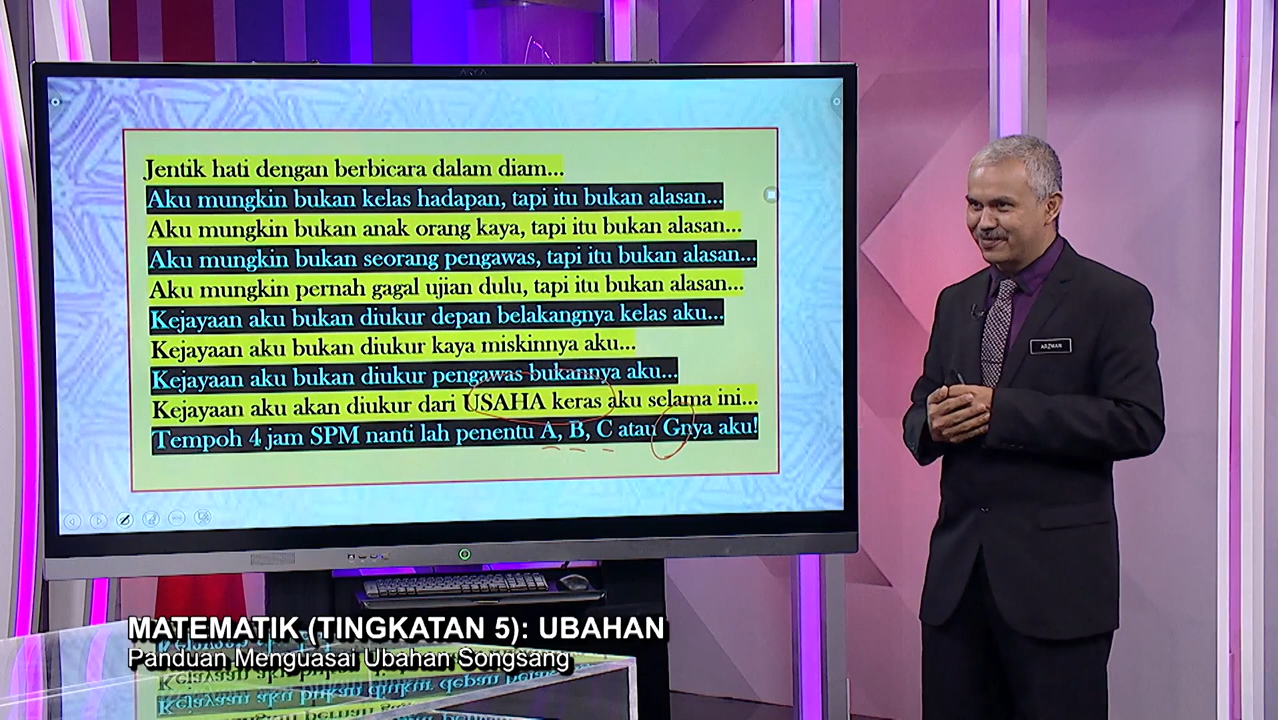 Jentik hati dengan berbicara dalam diam...
Aku mungkin bukan kelas hadapan, tapi itu bukan alasan...
Aku mungkin bukan anak orang kaya, tapi itu bukan alasan...
Aku mungkin bukan seorang pengawas, tapi itu bukan alasan...
Aku mungkin pernah gagal ujian dulu, tapi itu bukan alasan...
Kejayaan aku bukan diukur depan belakangnya kelas aku...
Kejayaan aku bukan diukur kaya miskinnya aku...
Kejayaan aku bukan diukur pengawas bukannya aku...
Kejayaan aku akan diukur dari USAHA keras aku selama ini...
Tempoh 4 jam SPM nanti lah penentu A, B, C atau Gnya aku!
ARZMAN
MATEMATIK (TINGKATAN 5): UBAHAN
Panduan Menguasai Ubahan Songsang